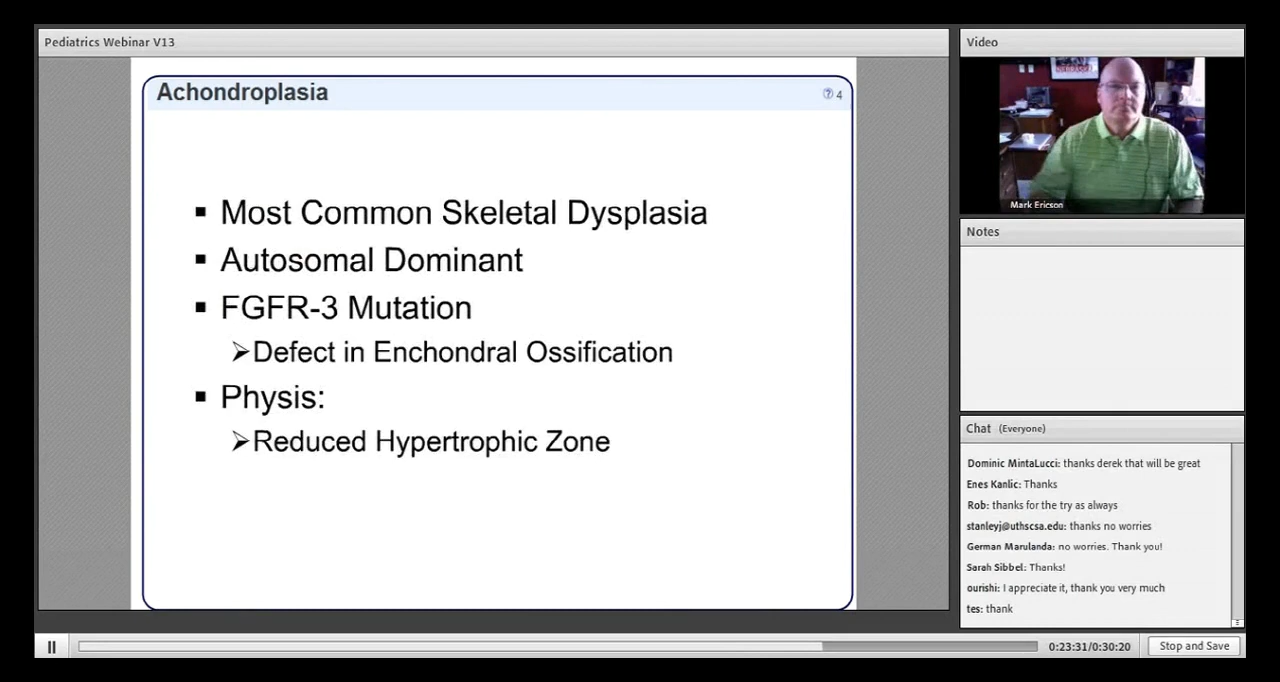 Pediatrics Webinar V13
Achondroplasia
4
▪ Most Common Skeletal Dysplasia
▪ Autosomal Dominant
▪ FGFR-3 Mutation
➢Defect in Enchondral Ossification
▪ Physis:
➢Reduced Hypertrophic Zone
Video
Mark Ericson
Notes
Chat (Everyone)
Dominic MintaLucci: thanks derek that will be great
Enes Kanlic: Thanks
Rob: thanks for the try as always
stanleyj@uthscsa.edu: thanks no worries
German Marulanda: no worries. Thank you!
Sarah Sibbel: Thanks!
ourishi: I appreciate it, thank you very much
tes: thank
0:23:31/0:30:20
Stop and Save